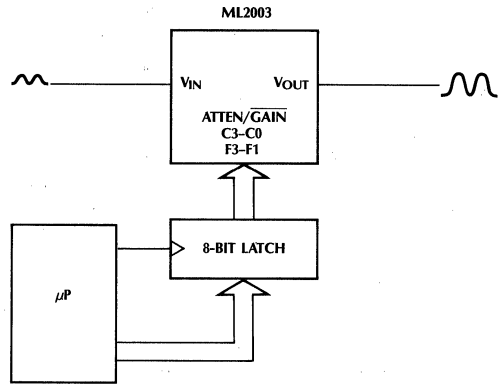 ML2003
VIN
VOUT
ATTEN/GAIN
C3–C0
F3–F1
8-BIT LATCH
μP